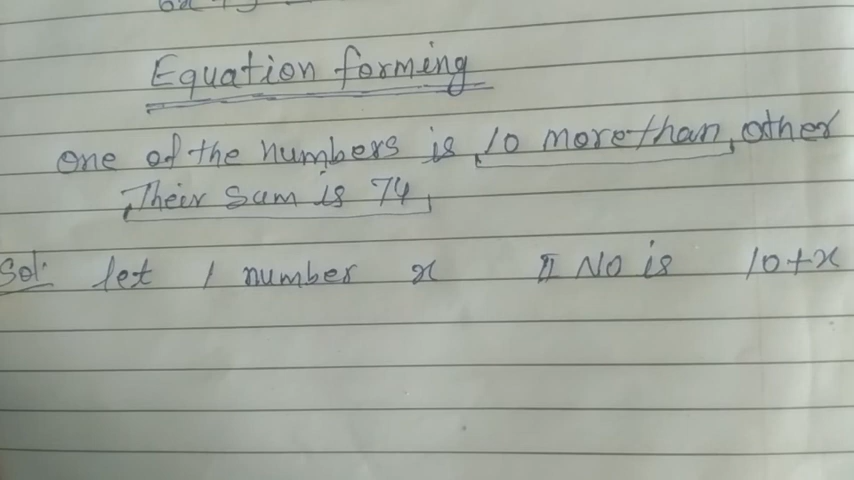 Equation forming
One of the numbers is 10 more than other
Their sum is 74
Sol: let 1 number x II No is 10+x